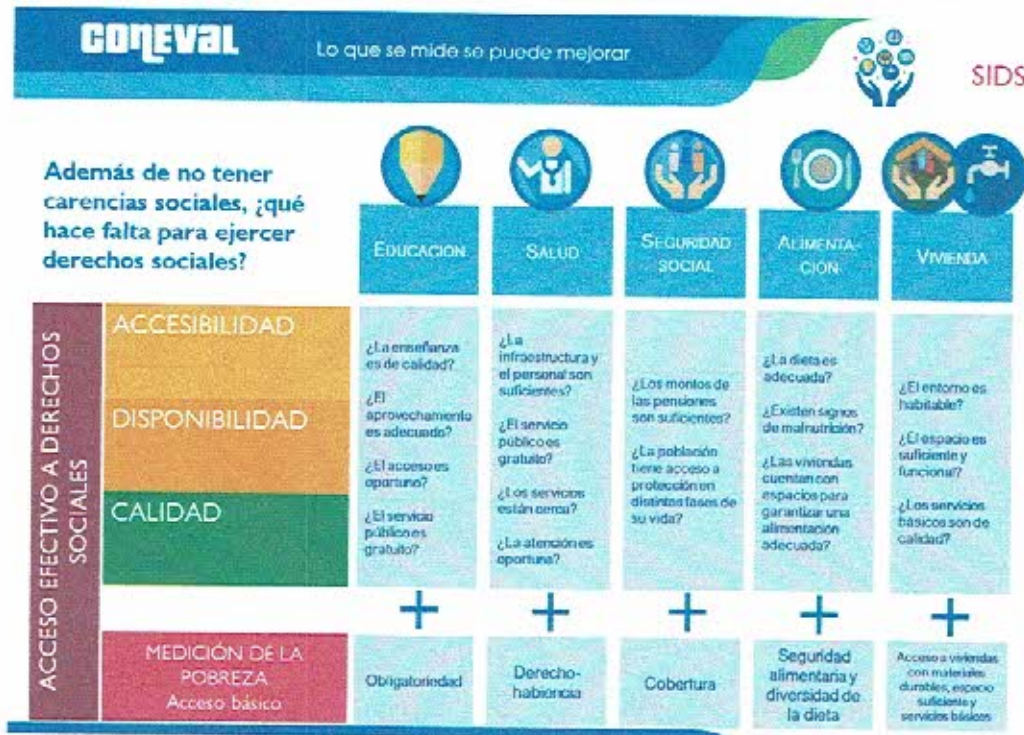 CONEVAL
Lo que se mide se puede mejorar
SIDS
Además de no tener
carencias sociales, ¿qué
hace falta para ejercer
derechos sociales?
EDUCACION
SALUD
SEGURIDAD
SOCIAL
ALIMENTA-
CIÓN
VIVIENDA
ACCESO EFECTIVO A DERECHOS
SOCIALES
ACCESIBILIDAD
DISPONIBILIDAD
CALIDAD
¿La enseñanza
es de calidad?
¿El
aprovechamiento
es adecuado?
¿El acceso es
oportuno?
¿El servicio
público es
gratuito?
¿La
infraestructura y
el personal son
suficientes?
¿El servicio
público es
gratuito?
¿Los servicios
están cerca?
¿La atención es
oportuna?
¿Los montos de
las pensiones
son suficientes?
¿La población
tiene acceso a
protección en
distintas fases de
su vida?
¿La dieta es
adecuada?
¿Existen signos
de malnutrición?
¿Las viviendas
cuentan con
espacios para
garantizar una
alimentación
adecuada?
¿El entorno es
habitable?
¿El espacio es
suficiente y
funcional?
¿Los servicios
básicos son de
calidad?
+ + + + +
MEDICIÓN DE LA
POBREZA
Acceso básico
Obligatoriedad
Derecho-
habiencia
Cobertura
Seguridad
alimentaria y
diversidad de
la dieta
Acceso a viviendas
con materiales
durables, espacio
suficiente y
servicios básicos